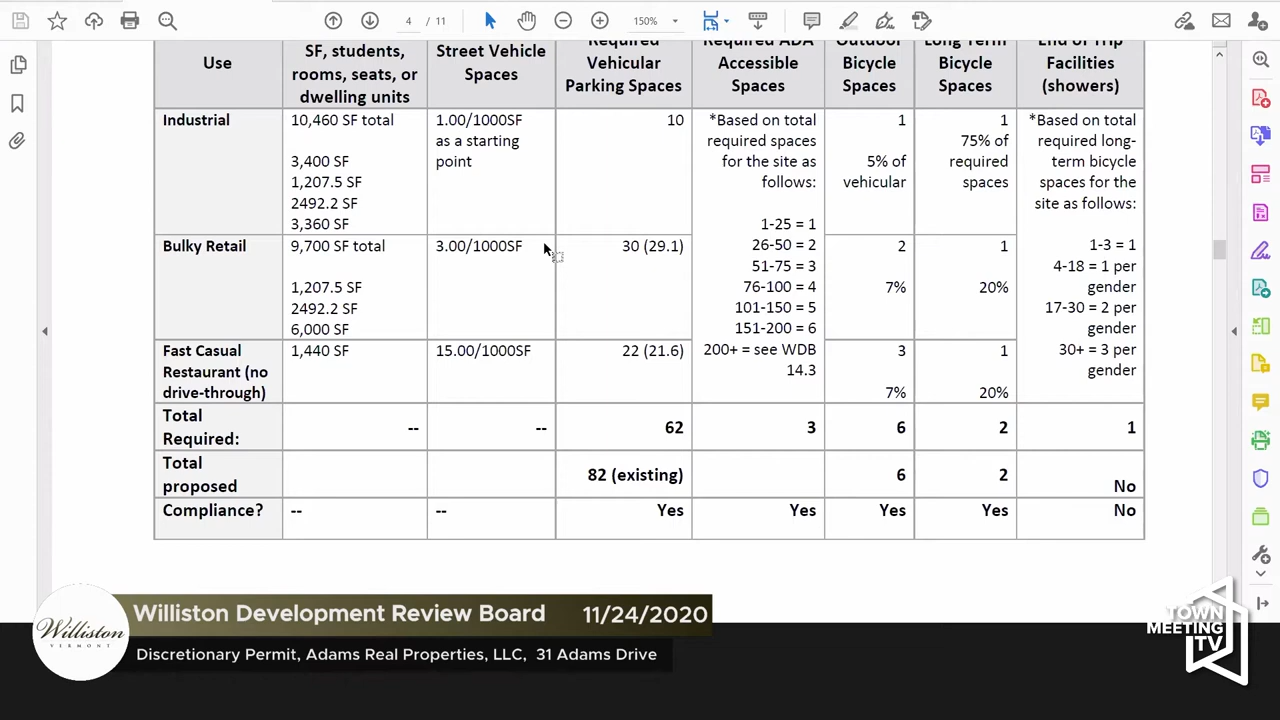 4 / 11
150%
Use
SF, students,
rooms, seats, or
dwelling units
Street Vehicle
Spaces
Required
Vehicular
Parking Spaces
Required ADA
Accessible
Spaces
Outdoor
Bicycle
Spaces
Long Term
Bicycle
Spaces
End of Trip
Facilities
(showers)
Industrial
10,460 SF total
3,400 SF
1,207.5 SF
2492.2 SF
3,360 SF
1.00/1000SF
as a starting
point
10
*Based on total
required spaces
for the site as
follows:
1-25 = 1
26-50 = 2
51-75 = 3
76-100 = 4
101-150 = 5
151-200 = 6
200+ = see WDB
14.3
1
5% of
vehicular
1
75% of
required
spaces
*Based on total
required long-
term bicycle
spaces for the
site as follows:
1-3 = 1
4-18 = 1 per
gender
17-30 = 2 per
gender
30+ = 3 per
gender
Bulky Retail
9,700 SF total
1,207.5 SF
2492.2 SF
6,000 SF
3.00/1000SF
30 (29.1)
2
7%
1
20%
Fast Casual
Restaurant (no
drive-through)
1,440 SF
15.00/1000SF
22 (21.6)
3
7%
1
20%
Total
Required:
--
--
62
3
6
2
1
Total
proposed
82 (existing)
6
2
No
Compliance?
--
--
Yes
Yes
Yes
Yes
No
Williston
VERMONT
Williston Development Review Board 11/24/2020
Discretionary Permit, Adams Real Properties, LLC, 31 Adams Drive
TOWN
MEETING
TV